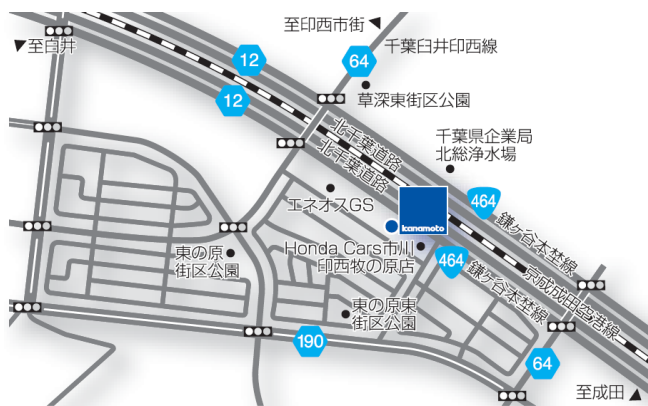 至印西市街
千葉臼井印西線
至白井
12
64
12
草深東街区公園
北千葉道路
北千葉道路
千葉県企業局
北総浄水場
エネオスGS
kanamoto
464
鎌ヶ谷本埜線
東の原
街区公園
Honda Cars市川
印西牧の原店
464
鎌ヶ谷本埜線
京成成田空港線
東の原東
街区公園
190
64
至成田